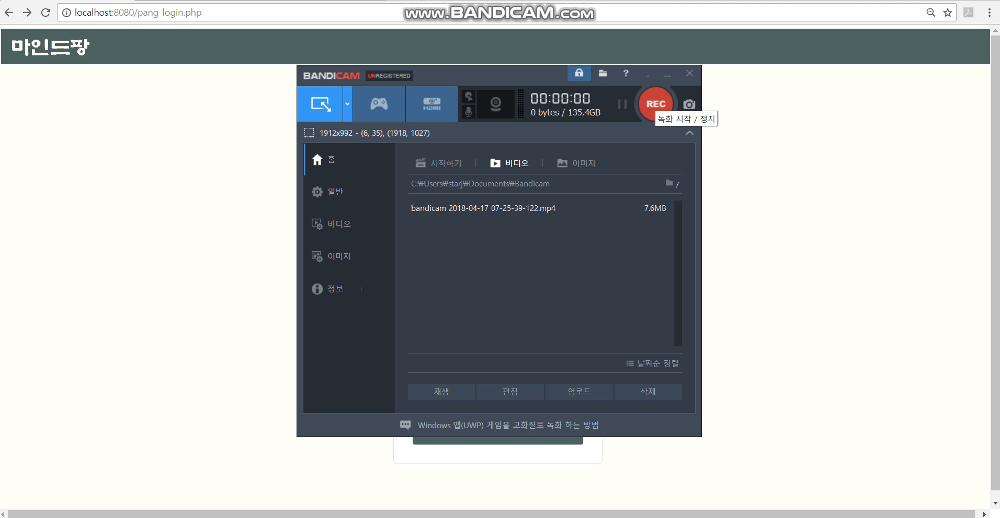 localhost:8080/pang_login.php
www.BANDICAM.com
마인드팡
BANDICAM UNREGISTERED
?
HDMI
00:00:00
0 bytes / 135.4GB
REC
녹화 시작 / 정지
1912x992 - (6, 35), (1918, 1027)
홈
일반
비디오
이미지
정보
시작하기
비디오
이미지
C:₩Users₩starj₩Documents₩Bandicam
/
bandicam 2018-04-17 07-25-39-122.mp4
7.6MB
날짜순 정렬
재생
편집
업로드
삭제
Windows 앱(UWP) 게임을 고화질로 녹화 하는 방법